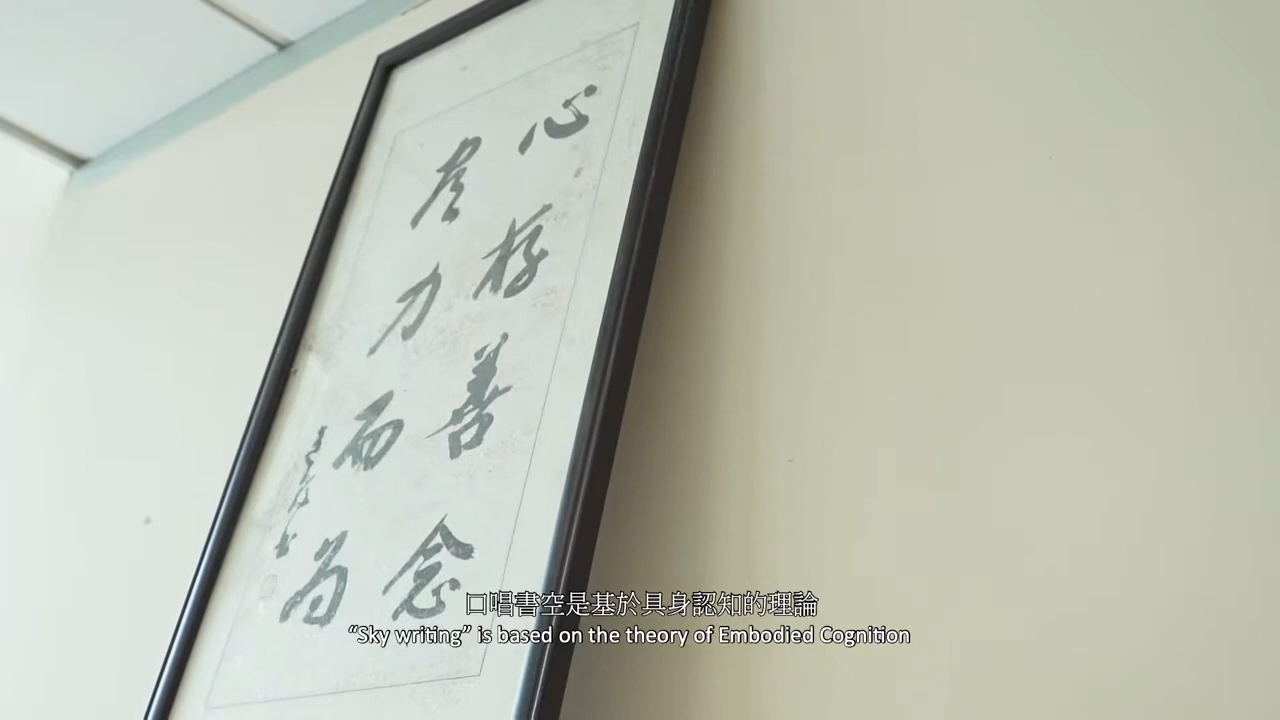 心存善念
尽力而为
口唱書空是基於具身認知的理論
“Sky writing” is based on the theory of Embodied Cognition